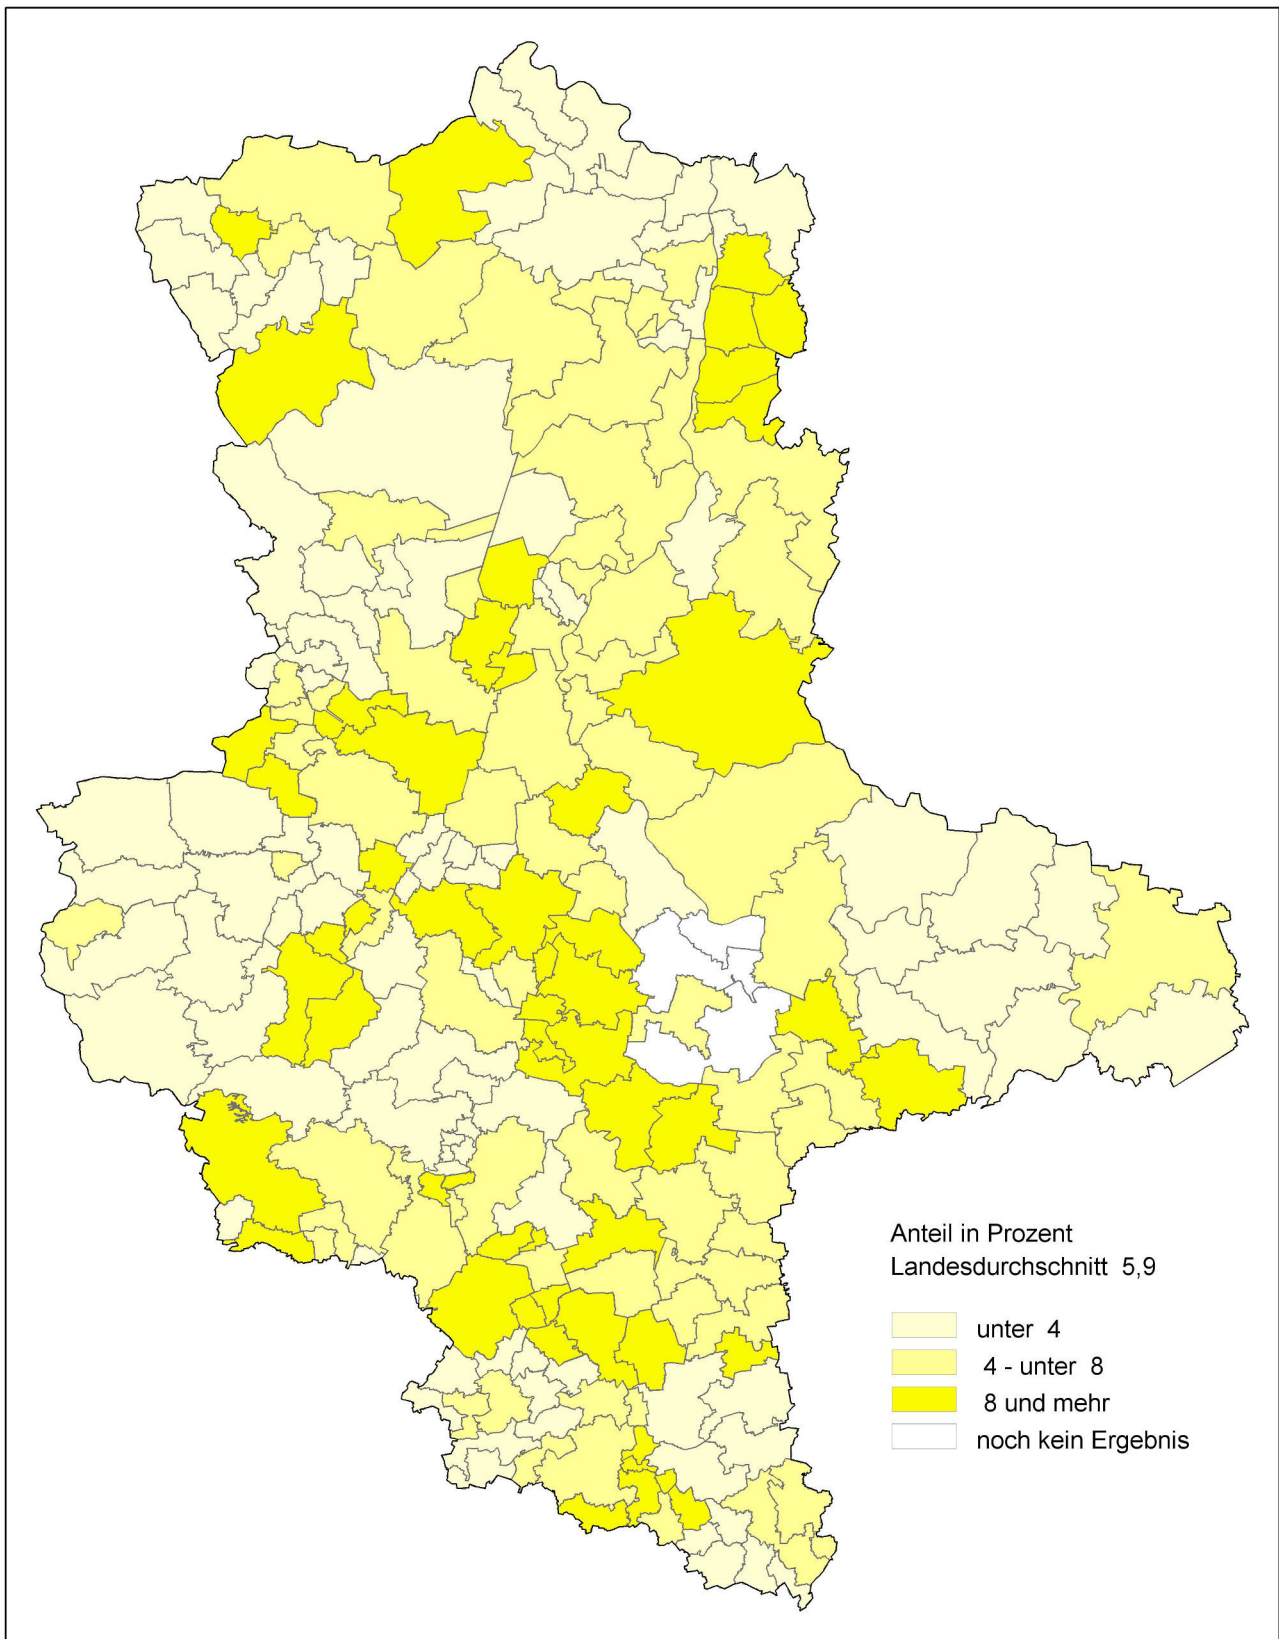 Anteil in Prozent
Landesdurchschnitt 5,9
unter 4
4 - unter 8
8 und mehr
noch kein Ergebnis